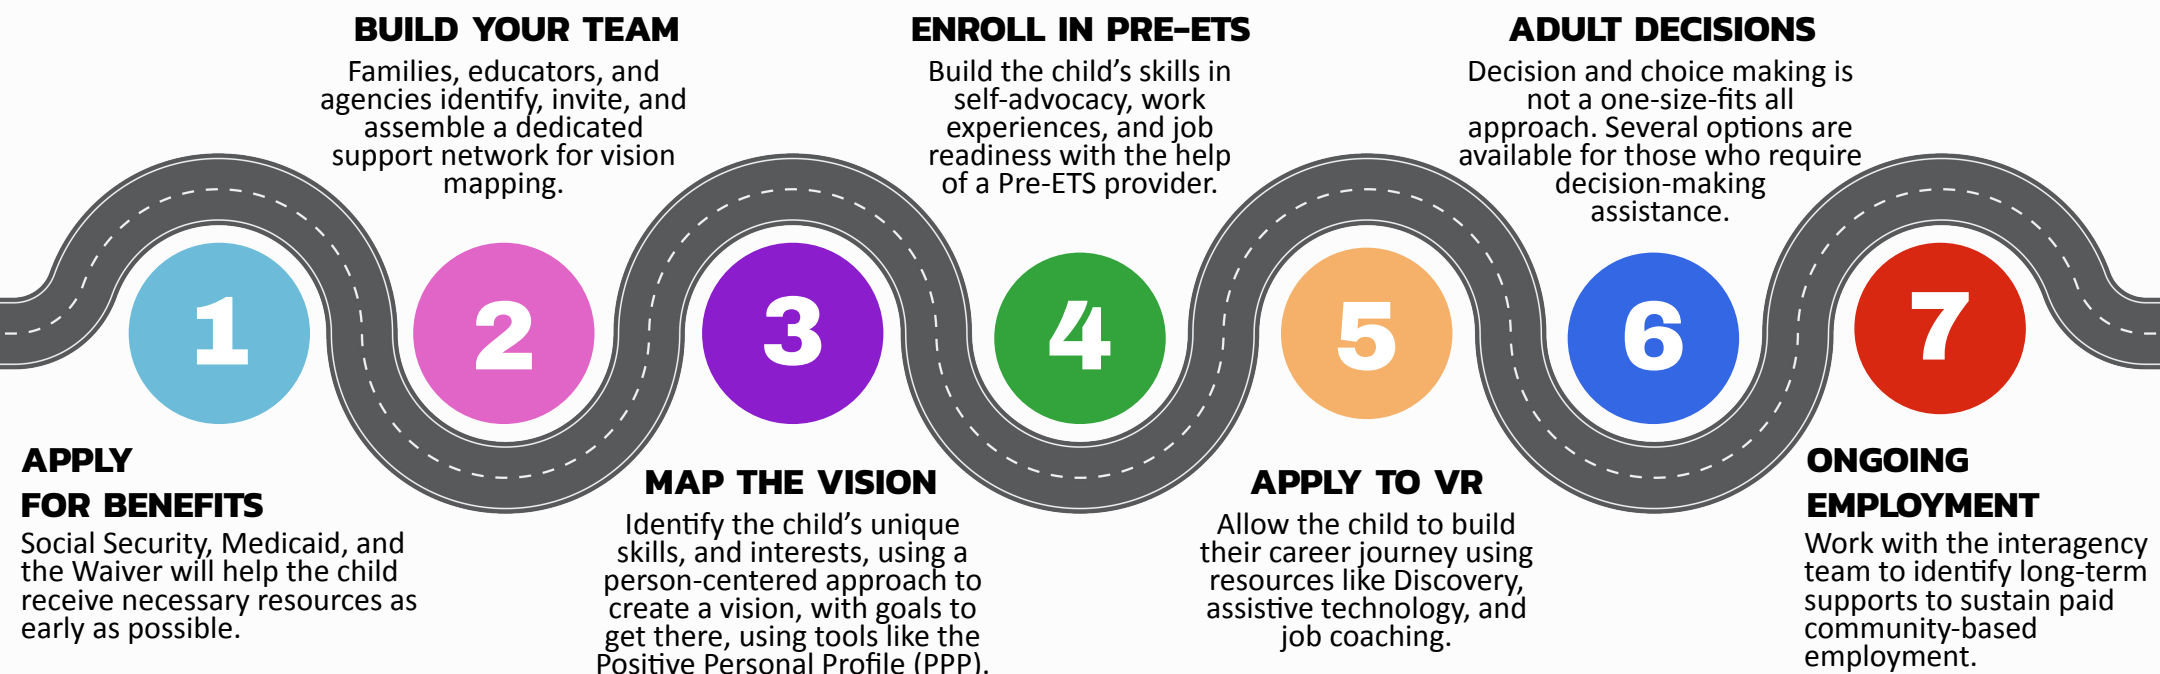 1
APPLY
FOR BENEFITS
Social Security, Medicaid, and
the Waiver will help the child
receive necessary resources as
early as possible.
BUILD YOUR TEAM
Families, educators, and
agencies identify, invite, and
assemble a dedicated
support network for vision
mapping.
2
3
MAP THE VISION
Identify the child's unique
skills, and interests, using a
person-centered approach to
create a vision, with goals to
get there, using tools like the
Positive Personal Profile (PPP).
ENROLL IN PRE-ETS
Build the child's skills in
self-advocacy, work
experiences, and job
readiness with the help
of a Pre-ETS provider.
4
5
APPLY TO VR
Allow the child to build
their career journey using
resources like Discovery,
assistive technology, and
job coaching.
ADULT DECISIONS
Decision and choice making is
not a one-size-fits all
approach. Several options are
available for those who require
decision-making
assistance.
6
7
ONGOING
EMPLOYMENT
Work with the interagency
team to identify long-term
supports to sustain paid
community-based
employment.